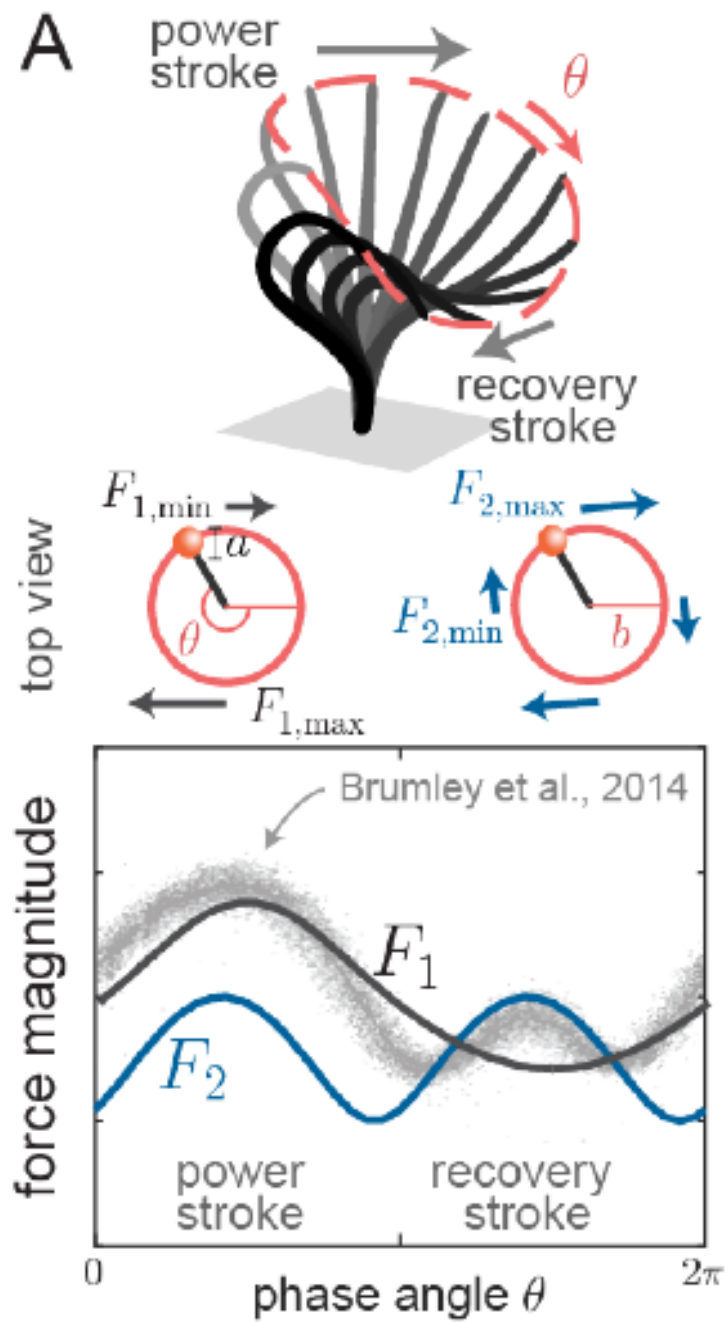 A
power
stroke
θ
recovery
stroke
top view
F1,min
a
θ
F1,max
F2,max
F2,min
b
force magnitude
Brumley et al., 2014
F1
F2
power
stroke
recovery
stroke
0
2π
phase angle θ